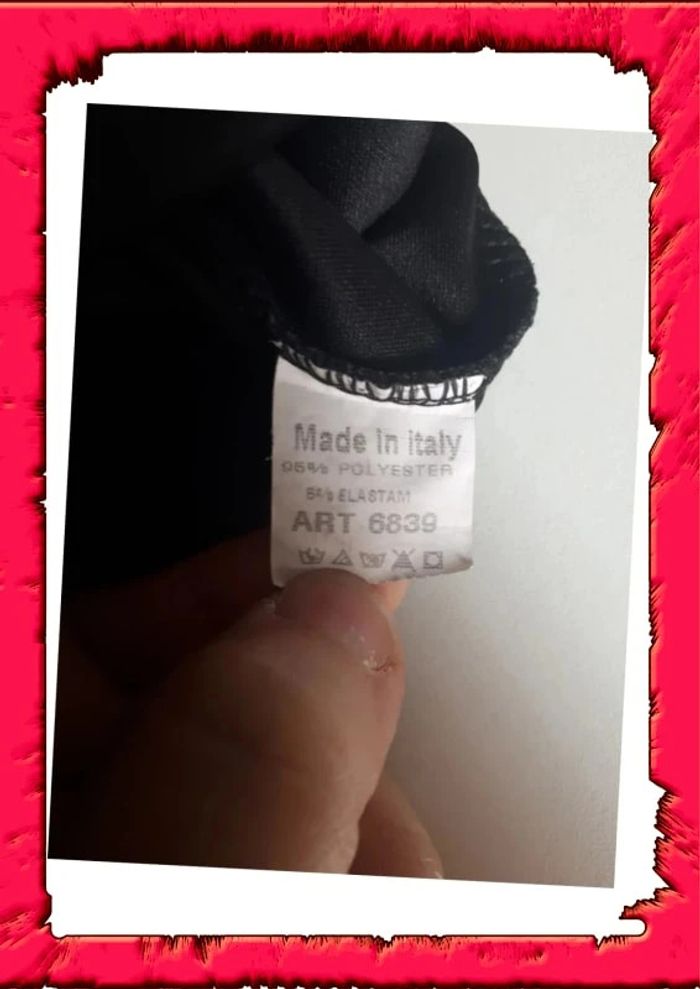 Made in italy
95% POLYESTER
5% ELASTAM
ART 6839